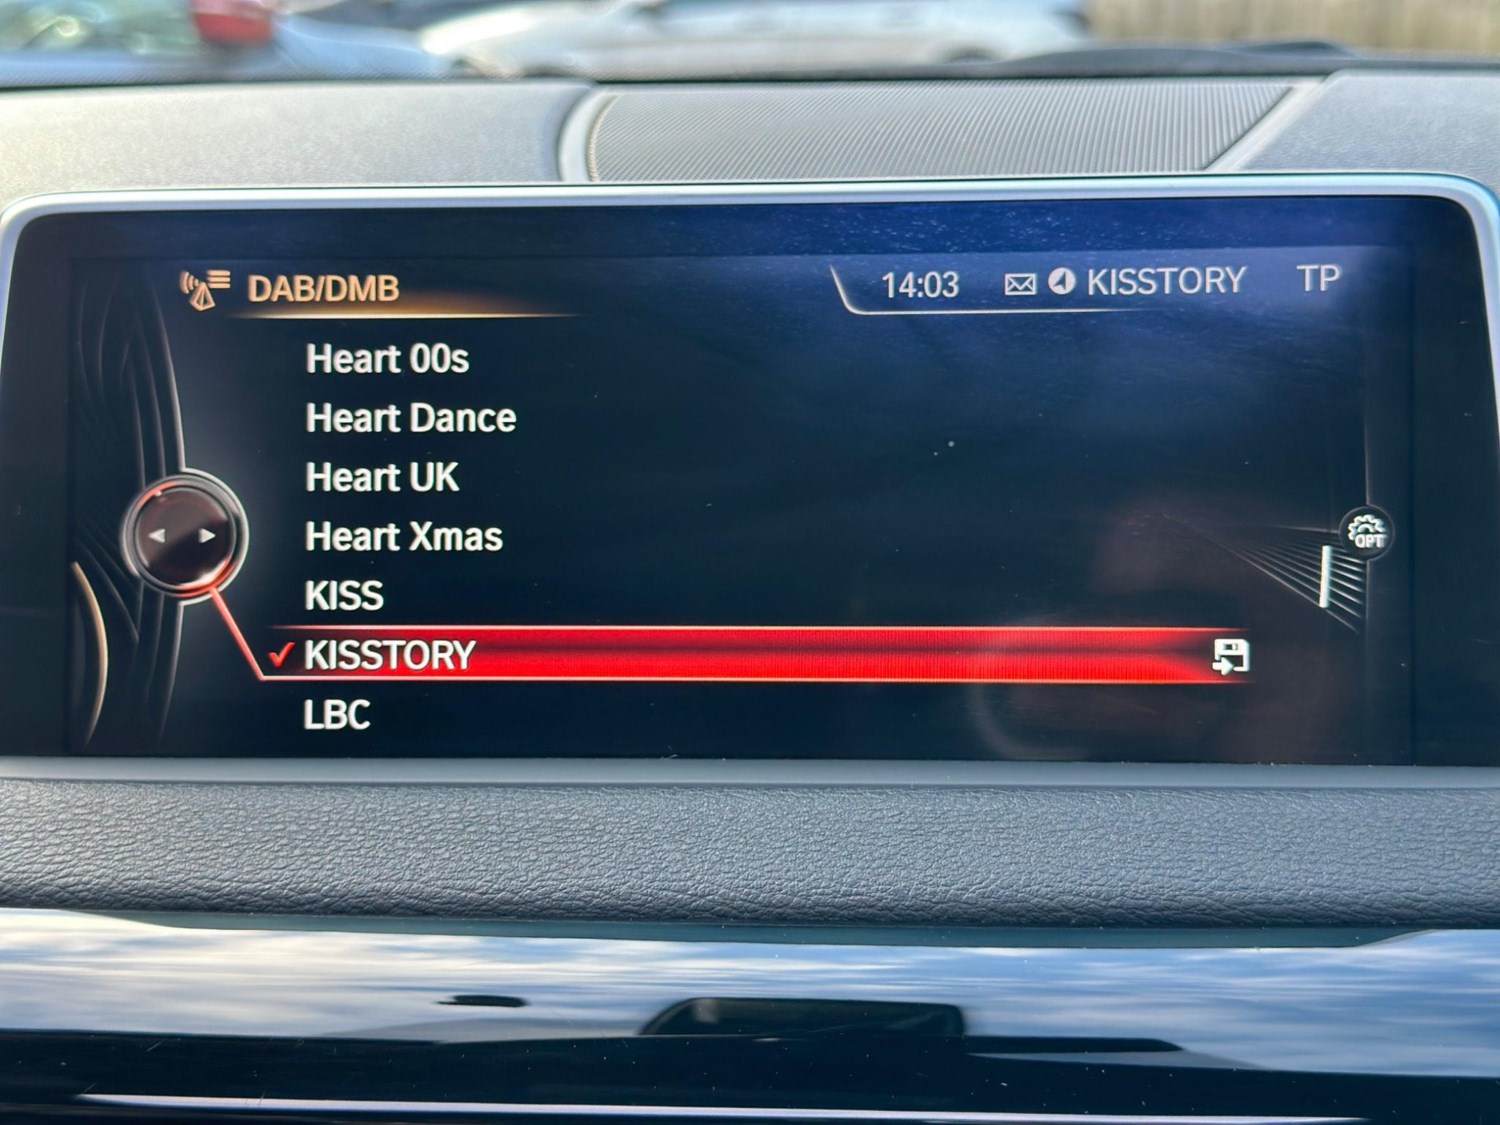 DAB/DMB
14:03 KISSTORY TP
Heart 00s
Heart Dance
Heart UK
Heart Xmas
KISS
KISSTORY
LBC
OPT